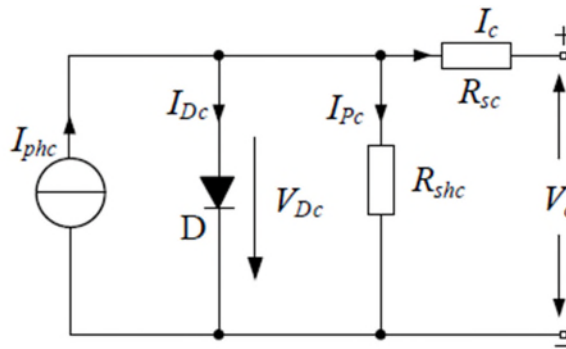 I_c
+
R_sc
I_Dc
I_Pc
I_phc
V_Dc
R_shc
D
–